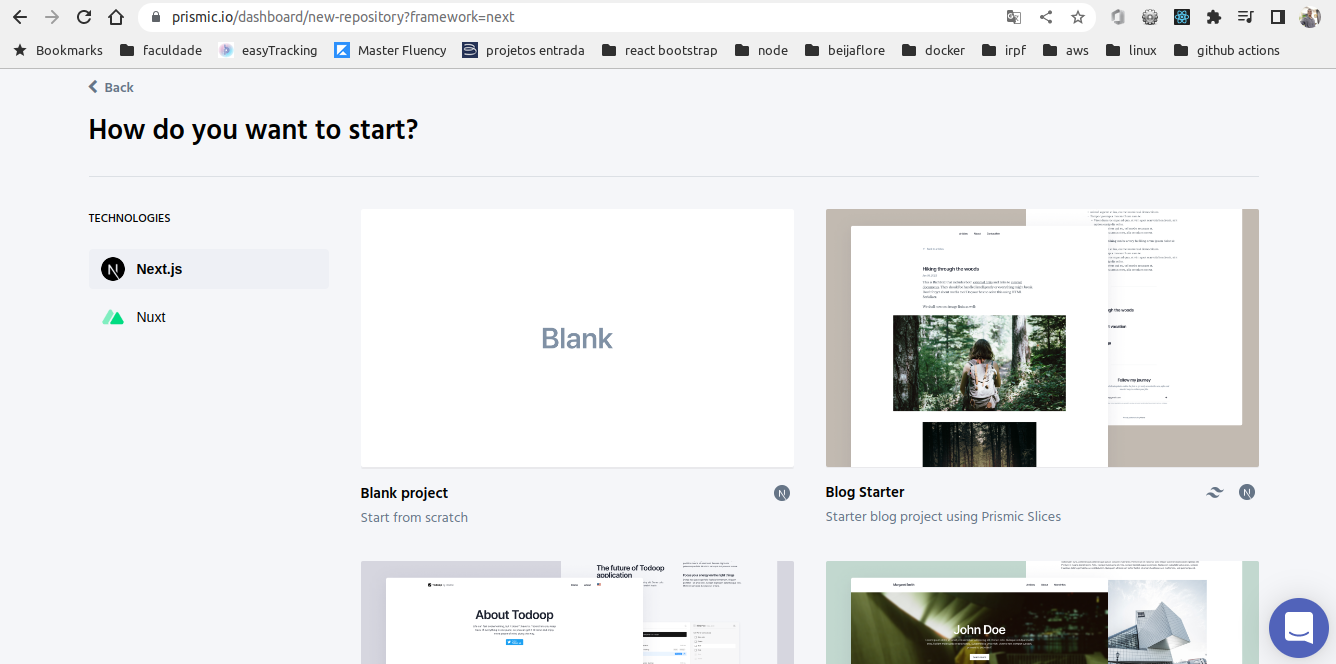 prismic.io/dashboard/new-repository?framework=next
Bookmarks faculdade easyTracking Master Fluency projetos entrada react bootstrap node beijaflore docker irpf aws linux github actions
Back
How do you want to start?
TECHNOLOGIES
N Next.js
Nuxt
Blank
Hiking through the woods
Follow my journey
Blank project
N
Start from scratch
Blog Starter
N
Starter blog project using Prismic Slices
The future of Todoop
application
About Todoop
John Doe